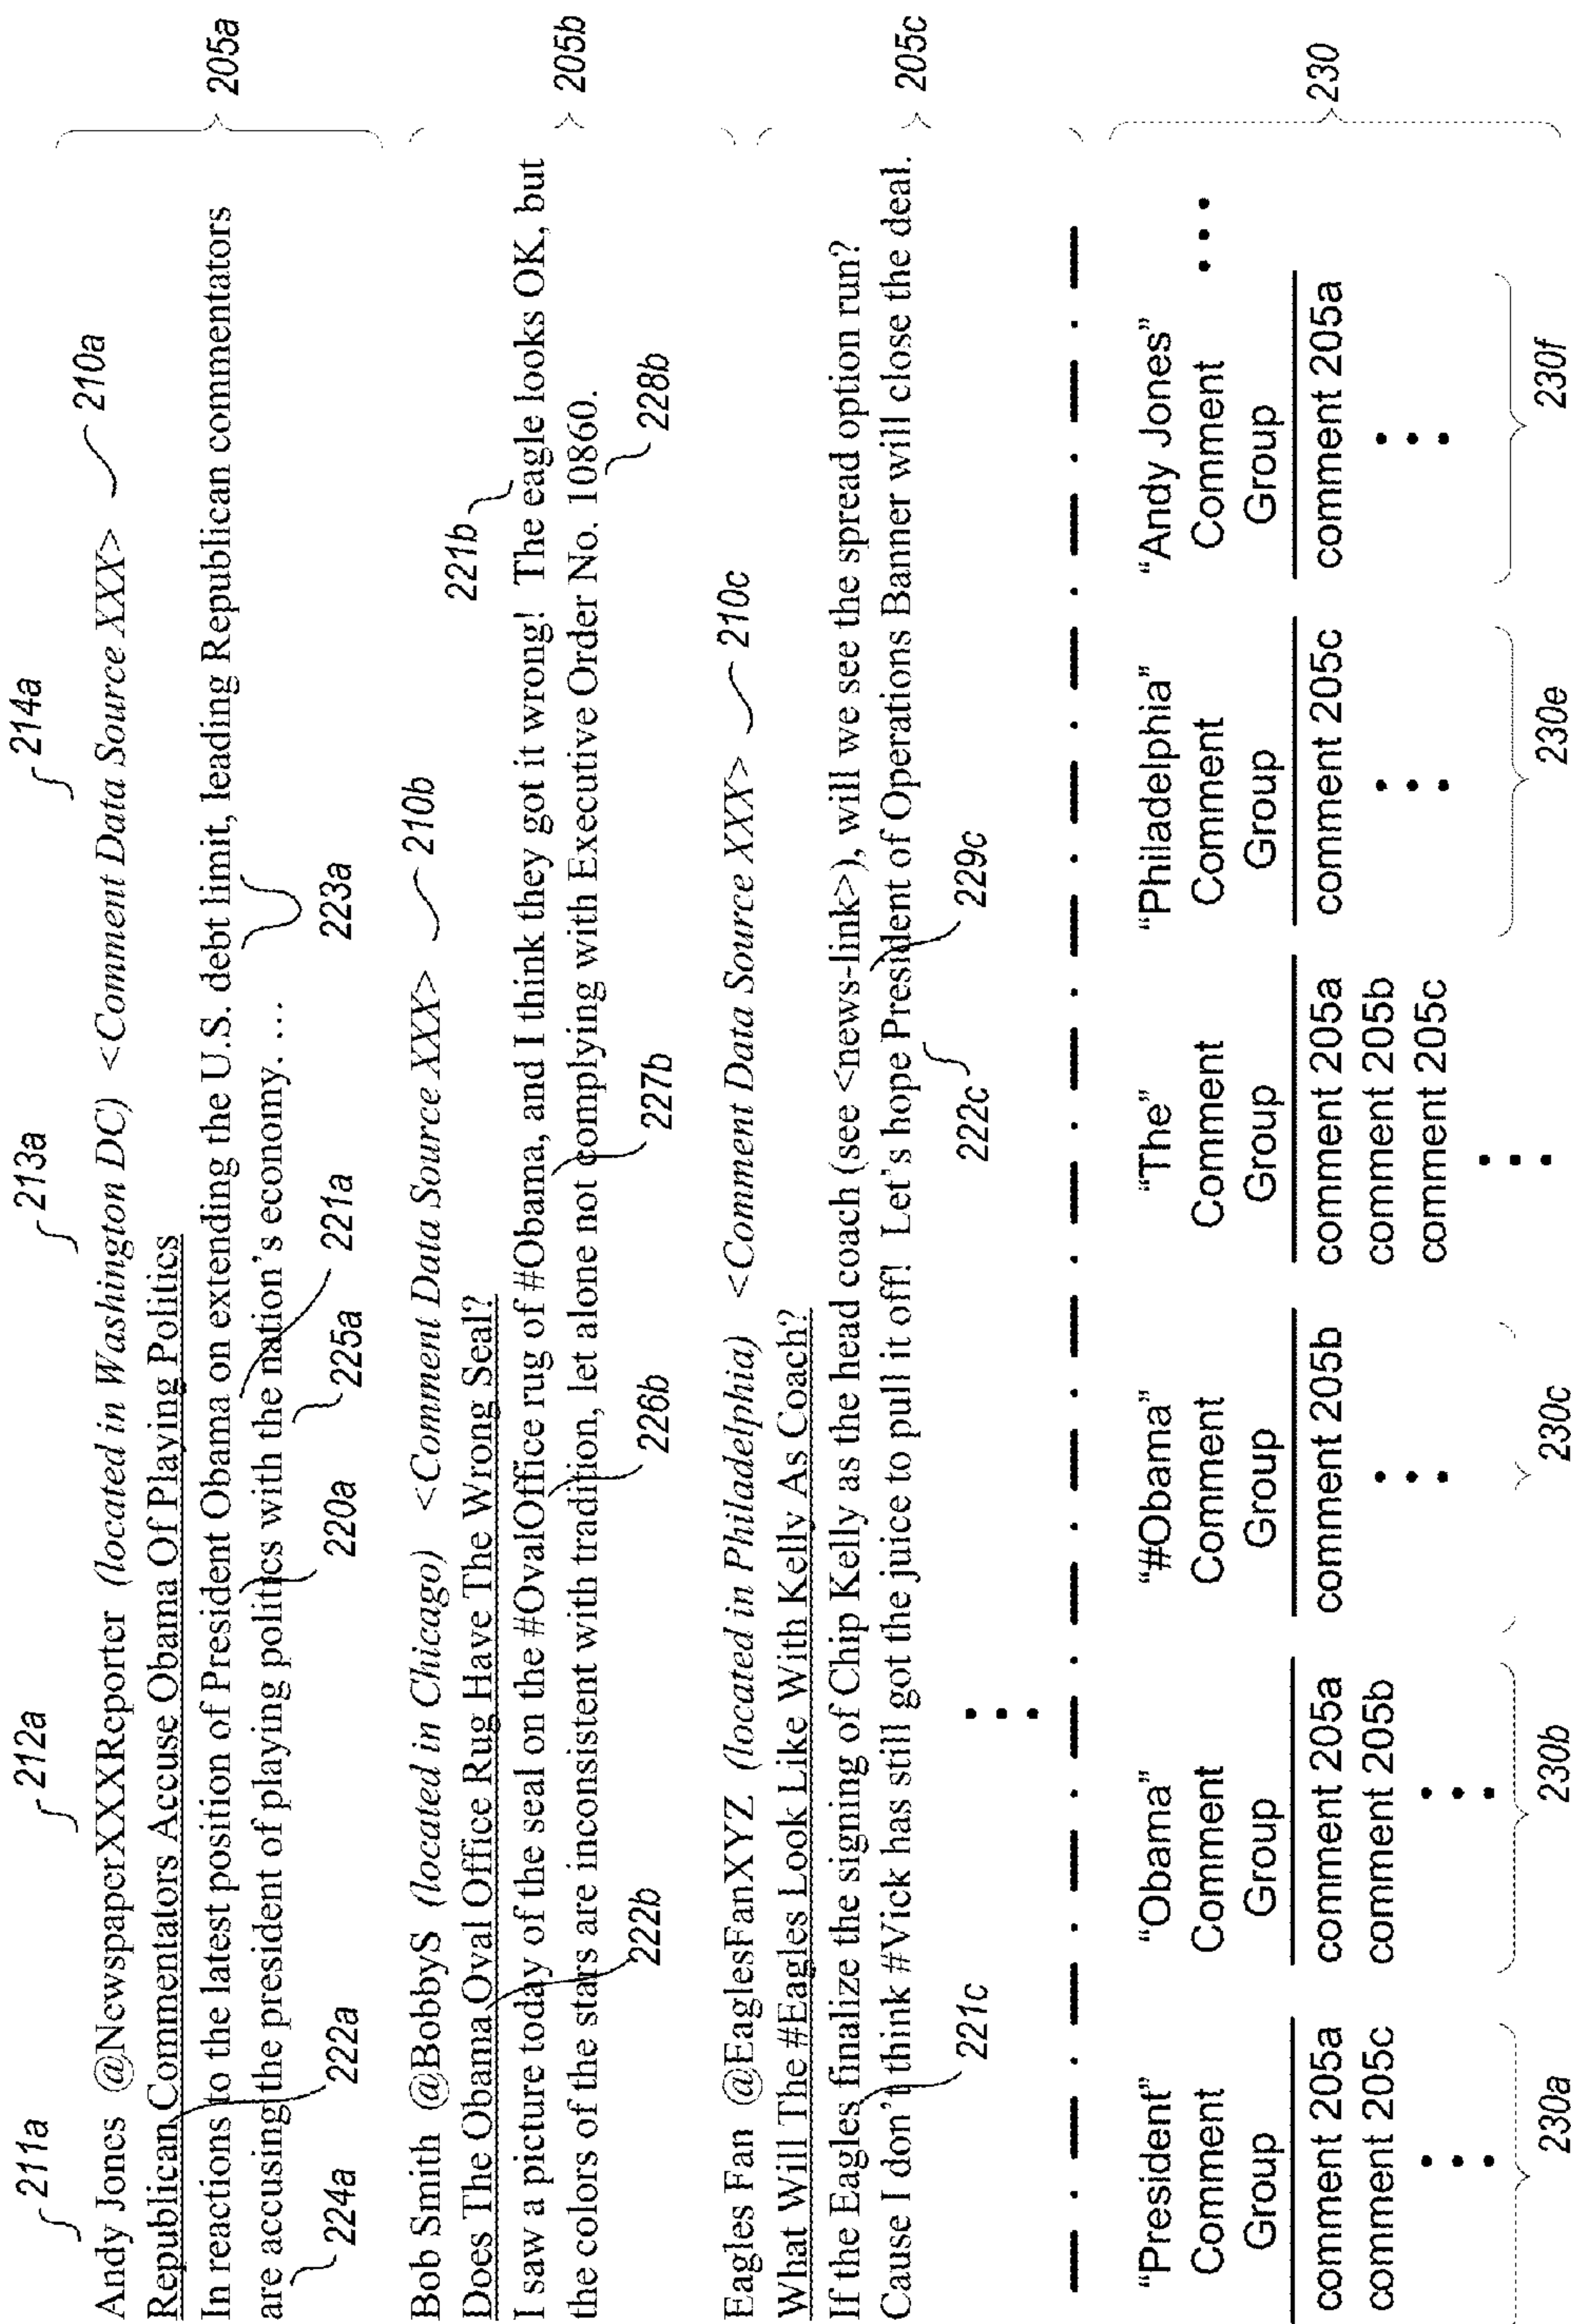 211a 212a 213a 214a
Andy Jones @NewspaperXXXReporter (located in Washington DC) <Comment Data Source XXX> 210a
Republican Commentators Accuse Obama Of Playing Politics
In reactions to the latest position of President Obama on extending the U.S. debt limit, leading Republican commentators
are accusing the president of playing politics with the nation's economy. ...
224a 222a 220a 225a 221a 223a
205a
Bob Smith @BobbyS (located in Chicago) <Comment Data Source XXX> 210b
Does The Obama Oval Office Rug Have The Wrong Seal?
221b
I saw a picture today of the seal on the #OvalOffice rug of #Obama, and I think they got it wrong! The eagle looks OK, but
the colors of the stars are inconsistent with tradition, let alone not complying with Executive Order No. 10860.
222b 226b 227b 228b
205b
Eagles Fan @EaglesFanXYZ (located in Philadelphia) <Comment Data Source XXX> 210c
What Will The #Eagles Look Like With Kelly As Coach?
If the Eagles finalize the signing of Chip Kelly as the head coach (see <news-link>), will we see the spread option run?
Cause I don't think #Vick has still got the juice to pull it off! Let's hope President of Operations Banner will close the deal.
221c 222c 229c
205c
"President"
Comment
Group
comment 205a
comment 205c
230a
"Obama"
Comment
Group
comment 205a
comment 205b
230b
"#Obama"
Comment
Group
comment 205b
230c
"The"
Comment
Group
comment 205a
comment 205b
comment 205c
"Philadelphia"
Comment
Group
comment 205c
230e
"Andy Jones"
Comment
Group
comment 205a
230f
...
230